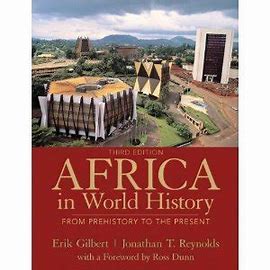 THIRD EDITION
AFRICA
in WORLD HISTORY
FROM PREHISTORY TO THE PRESENT
Erik Gilbert | Jonathan T. Reynolds
with a Foreword by Ross Dunn